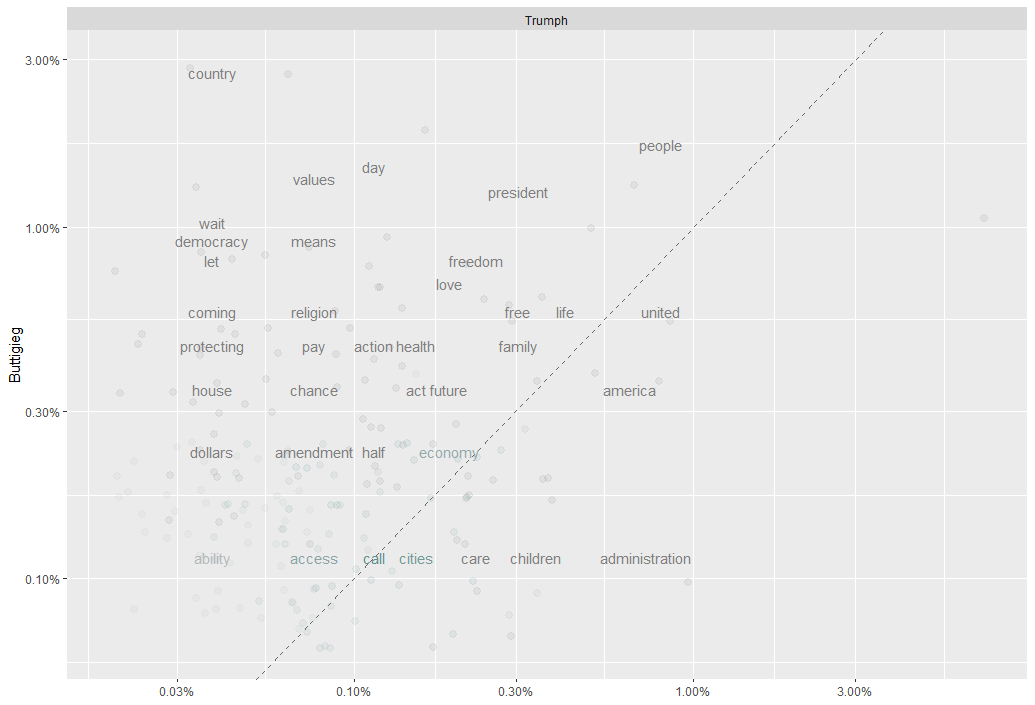 Trumph
3.00%
country
people
day
values
president
wait
1.00%
democracy means
let freedom
love
coming religion free life united
Buttigieg
protecting pay action health family
house chance act future america
0.30%
dollars amendment half economy
ability access call cities care children administration
0.10%
0.03% 0.10% 0.30% 1.00% 3.00%